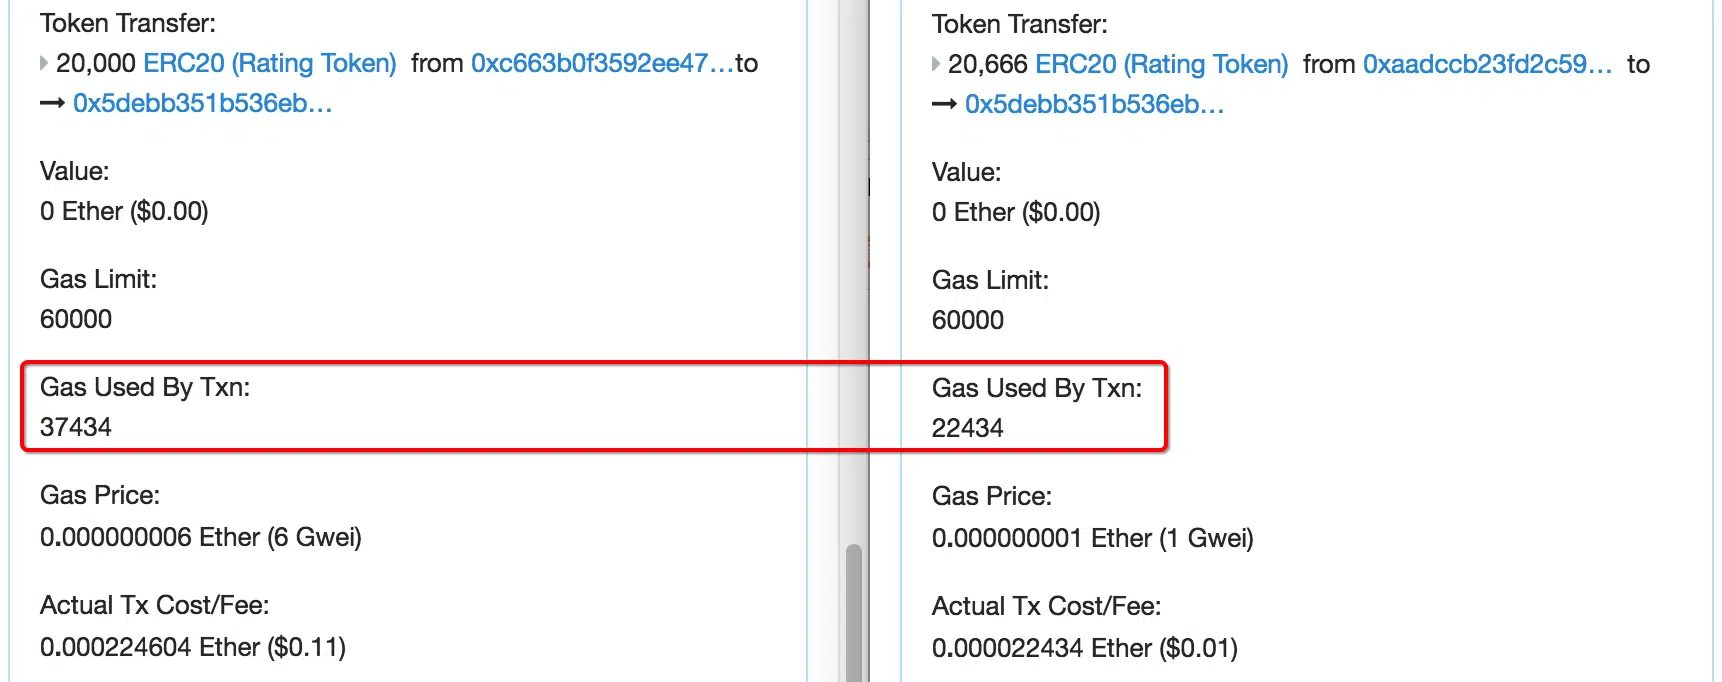 Token Transfer:
20,000 ERC20 (Rating Token) from 0xc663b0f3592ee47...to
→ 0x5debb351b536eb...
Value:
0 Ether ($0.00)
Gas Limit:
60000
Gas Used By Txn:
37434
Gas Price:
0.000000006 Ether (6 Gwei)
Actual Tx Cost/Fee:
0.000224604 Ether ($0.11)
Token Transfer:
20,666 ERC20 (Rating Token) from 0xaadccb23fd2c59... to
→ 0x5debb351b536eb...
Value:
0 Ether ($0.00)
Gas Limit:
60000
Gas Used By Txn:
22434
Gas Price:
0.000000001 Ether (1 Gwei)
Actual Tx Cost/Fee:
0.000022434 Ether ($0.01)